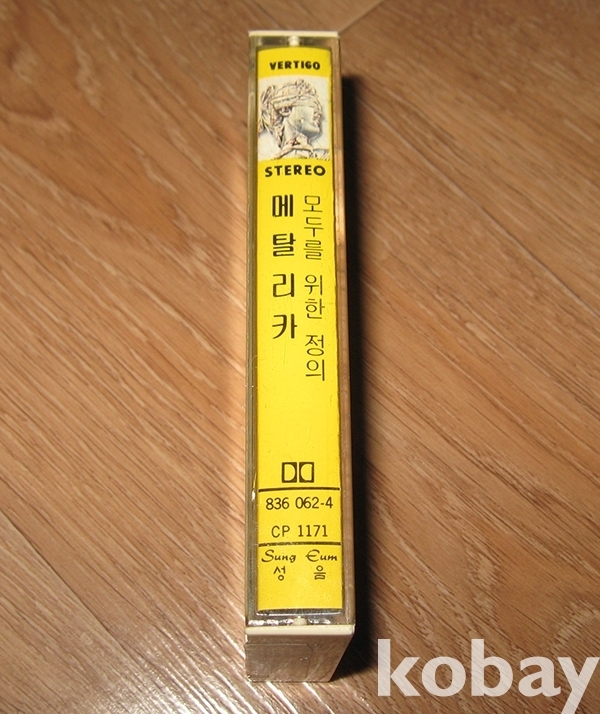 VERTIGO
STEREO
메탈리카
모두를 위한 정의
836 062-4
CP 1171
Sung Eum
성 음
kobay